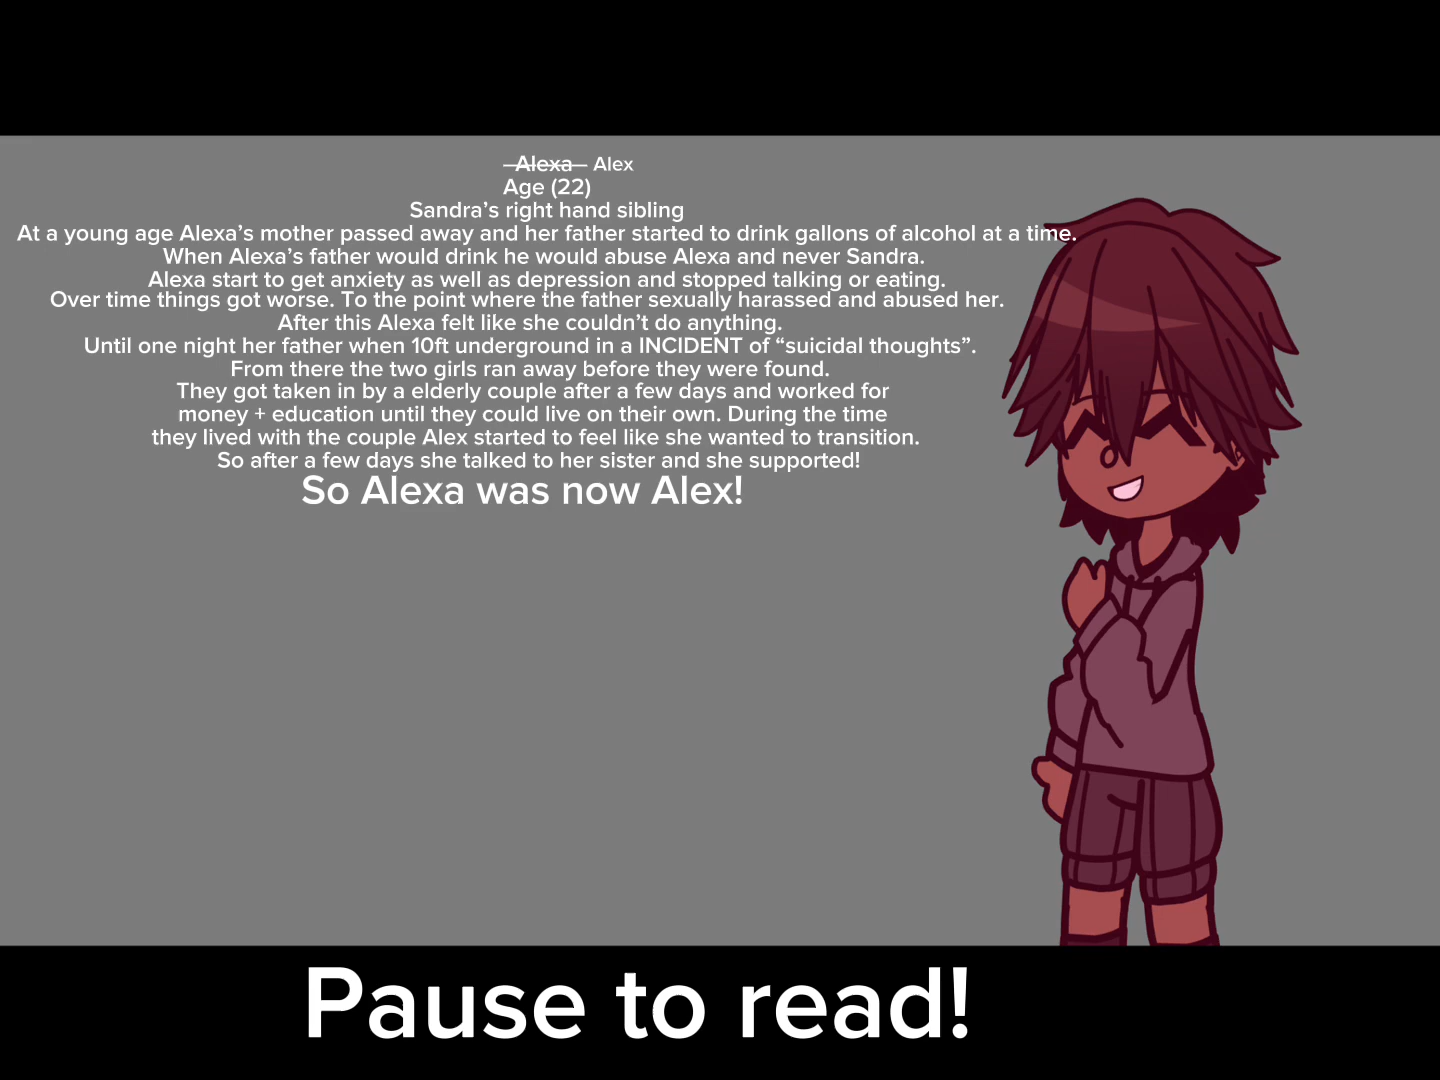 Alexa Alex
Age (22)
Sandra’s right hand sibling
At a young age Alexa’s mother passed away and her father started to drink gallons of alcohol at a time.
When Alexa’s father would drink he would abuse Alexa and never Sandra.
Alexa start to get anxiety as well as depression and stopped talking or eating.
Over time things got worse. To the point where the father sexually harassed and abused her.
After this Alexa felt like she couldn’t do anything.
Until one night her father when 10ft underground in a INCIDENT of “suicidal thoughts”.
From there the two girls ran away before they were found.
They got taken in by a elderly couple after a few days and worked for
money + education until they could live on their own. During the time
they lived with the couple Alex started to feel like she wanted to transition.
So after a few days she talked to her sister and she supported!
So Alexa was now Alex!
Pause to read!